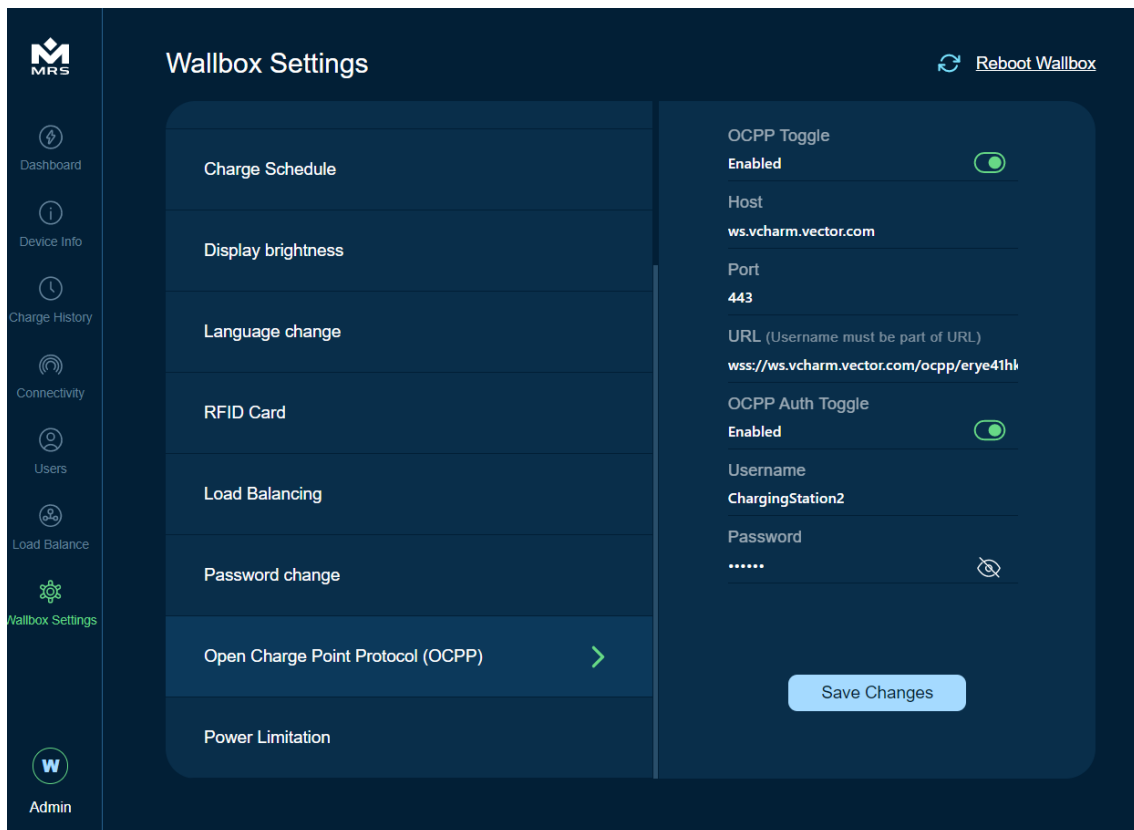 MRS
Wallbox Settings
Reboot Wallbox
Dashboard
Device Info
Charge History
Connectivity
Users
Load Balance
Wallbox Settings
W
Admin
Charge Schedule
Display brightness
Language change
RFID Card
Load Balancing
Password change
Open Charge Point Protocol (OCPP)
Power Limitation
OCPP Toggle
Enabled
Host
ws.vcharm.vector.com
Port
443
URL (Username must be part of URL)
wss://ws.vcharm.vector.com/ocpp/erye41hk
OCPP Auth Toggle
Enabled
Username
ChargingStation2
Password
••••••
Save Changes